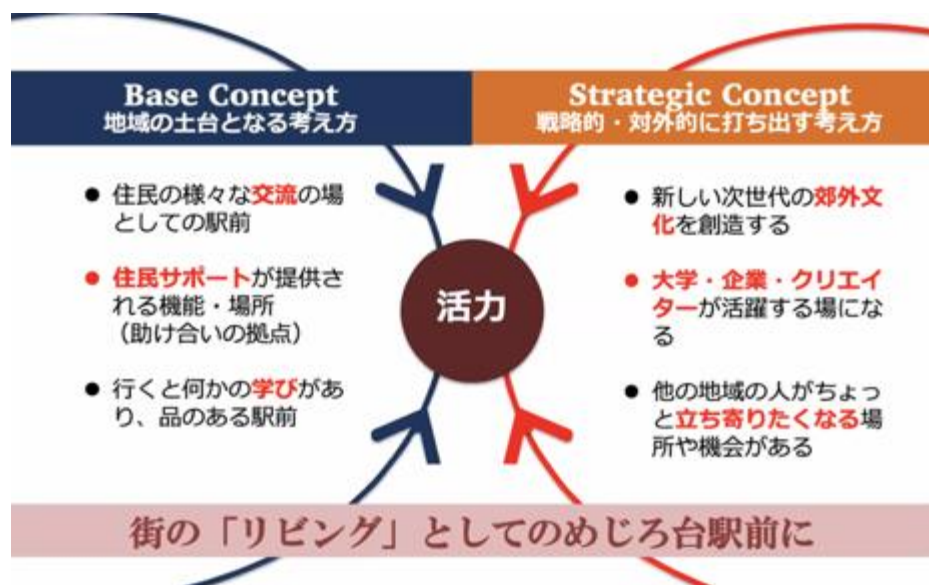 Base Concept
地域の土台となる考え方
● 住民の様々な交流の場
としての駅前
● 住民サポートが提供さ
れる機能・場所
（助け合いの拠点）
● 行くと何かの学びがあ
り、品のある駅前
活力
Strategic Concept
戦略的・対外的に打ち出す考え方
● 新しい次世代の郊外文
化を創造する
● 大学・企業・クリエイ
ターが活躍する場にな
る
● 他の地域の人がちょっ
と立ち寄りたくなる場
所や機会がある
街の「リビング」としてのめじろ台駅前に